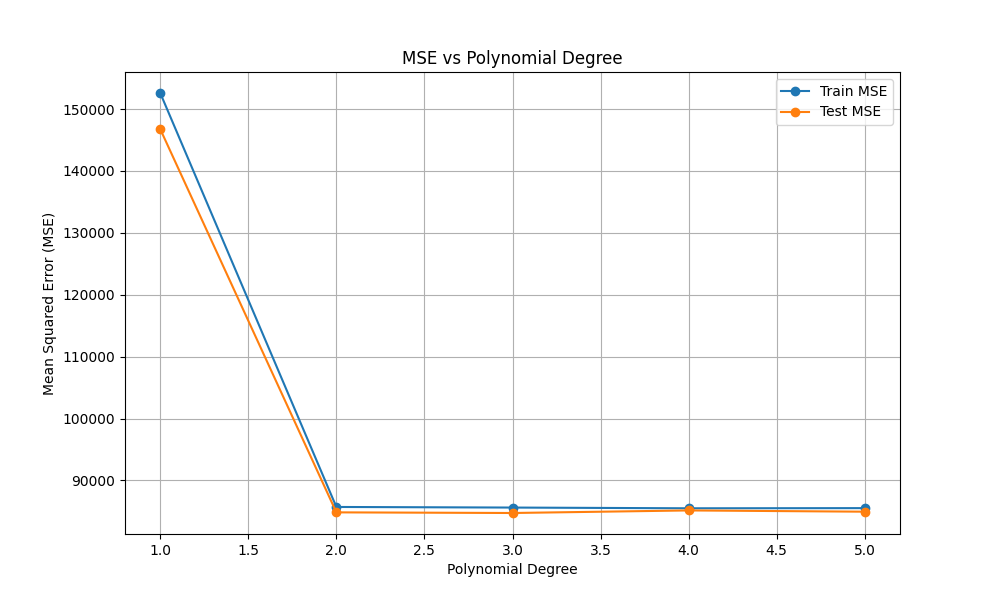 MSE vs Polynomial Degree
Train MSE
Test MSE
Mean Squared Error (MSE)
150000
140000
130000
120000
110000
100000
90000
1.0 1.5 2.0 2.5 3.0 3.5 4.0 4.5 5.0
Polynomial Degree